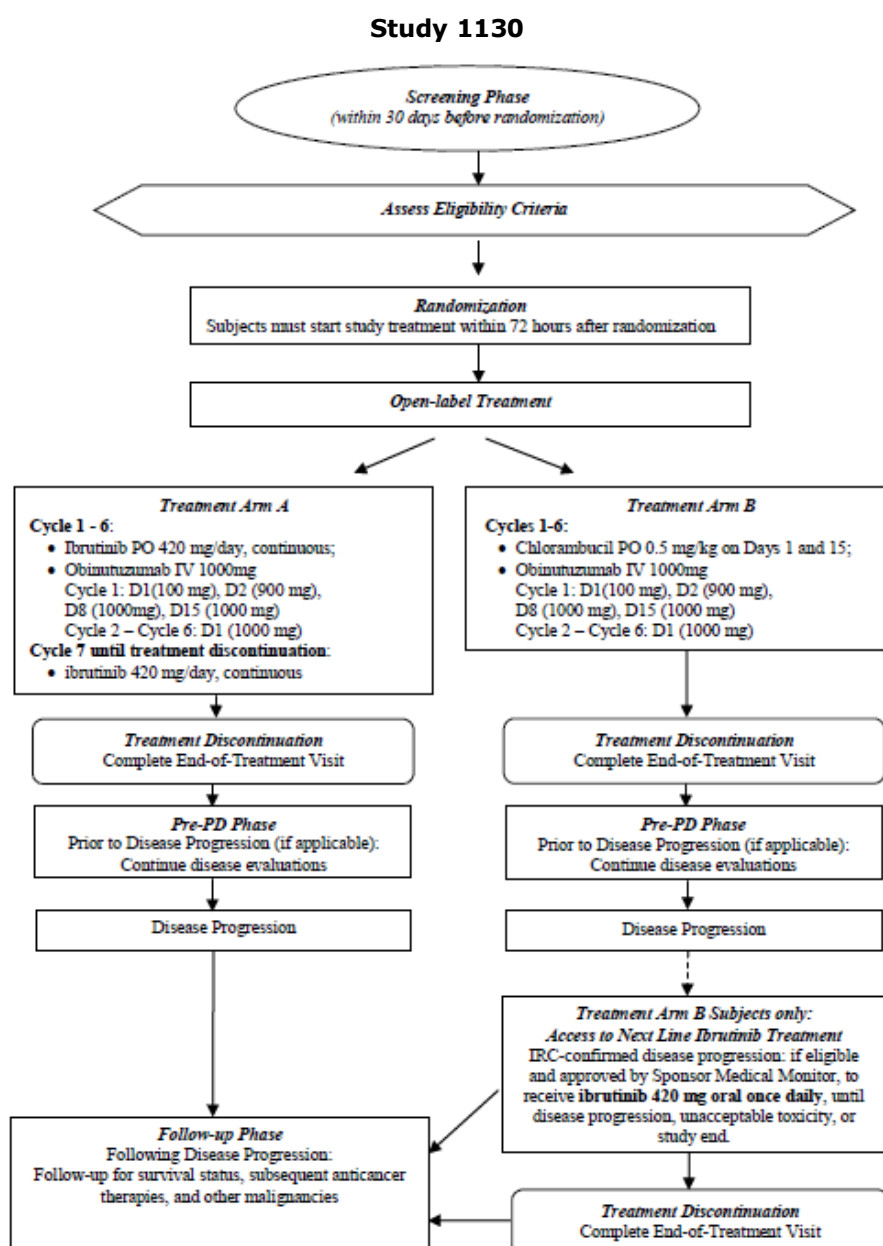 Study 1130
Screening Phase
(within 30 days before randomization)
Assess Eligibility Criteria
Randomization
Subjects must start study treatment within 72 hours after randomization
Open-label Treatment
Treatment Arm A
Cycle 1 - 6:
• Ibrutinib PO 420 mg/day, continuous;
• Obinutuzumab IV 1000mg
Cycle 1: D1(100 mg), D2 (900 mg),
D8 (1000mg), D15 (1000 mg)
Cycle 2 – Cycle 6: D1 (1000 mg)
Cycle 7 until treatment discontinuation:
• ibrutinib 420 mg/day, continuous
Treatment Arm B
Cycles 1-6:
• Chlorambucil PO 0.5 mg/kg on Days 1 and 15;
• Obinutuzumab IV 1000mg
Cycle 1: D1(100 mg), D2 (900 mg),
D8 (1000 mg), D15 (1000 mg)
Cycle 2 – Cycle 6: D1 (1000 mg)
Treatment Discontinuation
Complete End-of-Treatment Visit
Treatment Discontinuation
Complete End-of-Treatment Visit
Pre-PD Phase
Prior to Disease Progression (if applicable):
Continue disease evaluations
Pre-PD Phase
Prior to Disease Progression (if applicable):
Continue disease evaluations
Disease Progression
Disease Progression
Treatment Arm B Subjects only:
Access to Next Line Ibrutinib Treatment
IRC-confirmed disease progression: if eligible
and approved by Sponsor Medical Monitor, to
receive ibrutinib 420 mg oral once daily, until
disease progression, unacceptable toxicity, or
study end.
Follow-up Phase
Following Disease Progression:
Follow-up for survival status, subsequent anticancer
therapies, and other malignancies
Treatment Discontinuation
Complete End-of-Treatment Visit